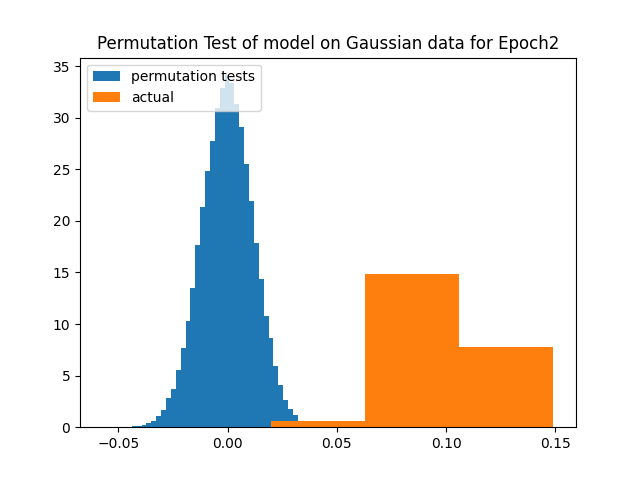 Permutation Test of model on Gaussian data for Epoch2
permutation tests
actual
35
30
25
20
15
10
5
0
−0.05 0.00 0.05 0.10 0.15